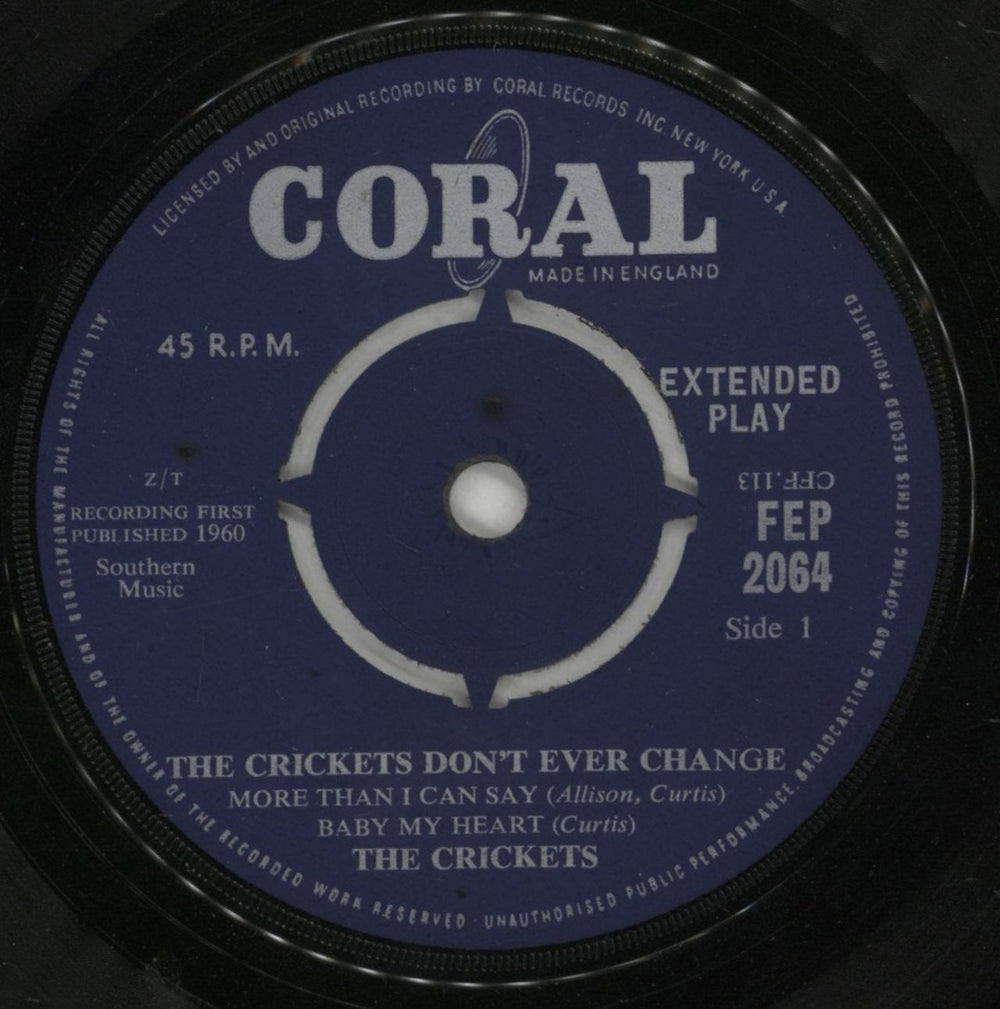 LICENSED BY AND ORIGINAL RECORDING BY CORAL RECORDS INC. NEW YORK U S A
CORAL
MADE IN ENGLAND
45 R.P.M.
EXTENDED
PLAY
Z/T
RECORDING FIRST
PUBLISHED 1960
Southern
Music
CFF.113
FEP
2064
Side 1
THE CRICKETS DON'T EVER CHANGE
MORE THAN I CAN SAY (Allison, Curtis)
BABY MY HEART (Curtis)
THE CRICKETS
ALL RIGHTS OF THE MANUFACTURER AND OF THE OWNER OF THE RECORDED WORK RESERVED · UNAUTHORISED PUBLIC PERFORMANCE. BROADCASTING AND COPYING OF THIS RECORD PROHIBITED